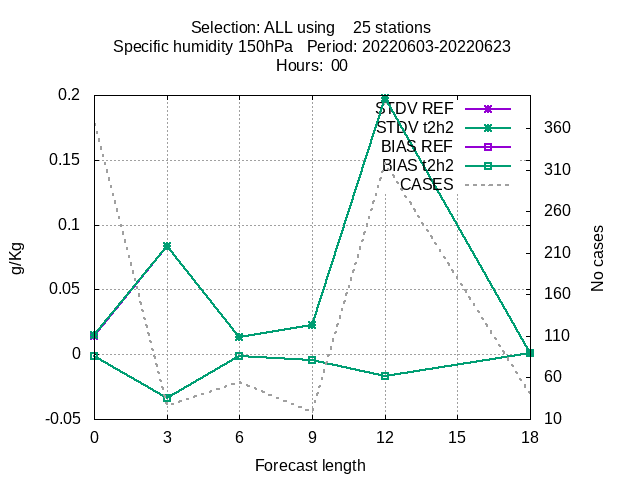 Selection: ALL using    25 stations
Specific humidity 150hPa   Period: 20220603-20220623
Hours:  00
STDV REF
STDV t2h2
BIAS REF
BIAS t2h2
CASES
0.2
0.15
0.1
0.05
0
-0.05
g/Kg
360
310
260
210
160
110
60
10
No cases
0 3 6 9 12 15 18
Forecast length